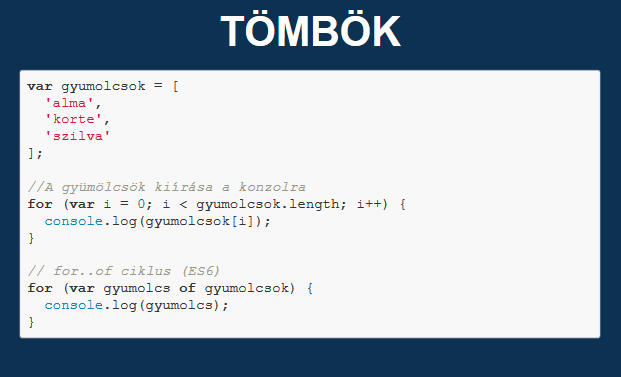 TÖMBÖK
var gyumolcsok = [
  'alma',
  'korte',
  'szilva'
];
//A gyümölcsök kiírása a konzolra
for (var i = 0; i < gyumolcsok.length; i++) {
  console.log(gyumolcsok[i]);
}
// for..of ciklus (ES6)
for (var gyumolcs of gyumolcsok) {
  console.log(gyumolcs);
}